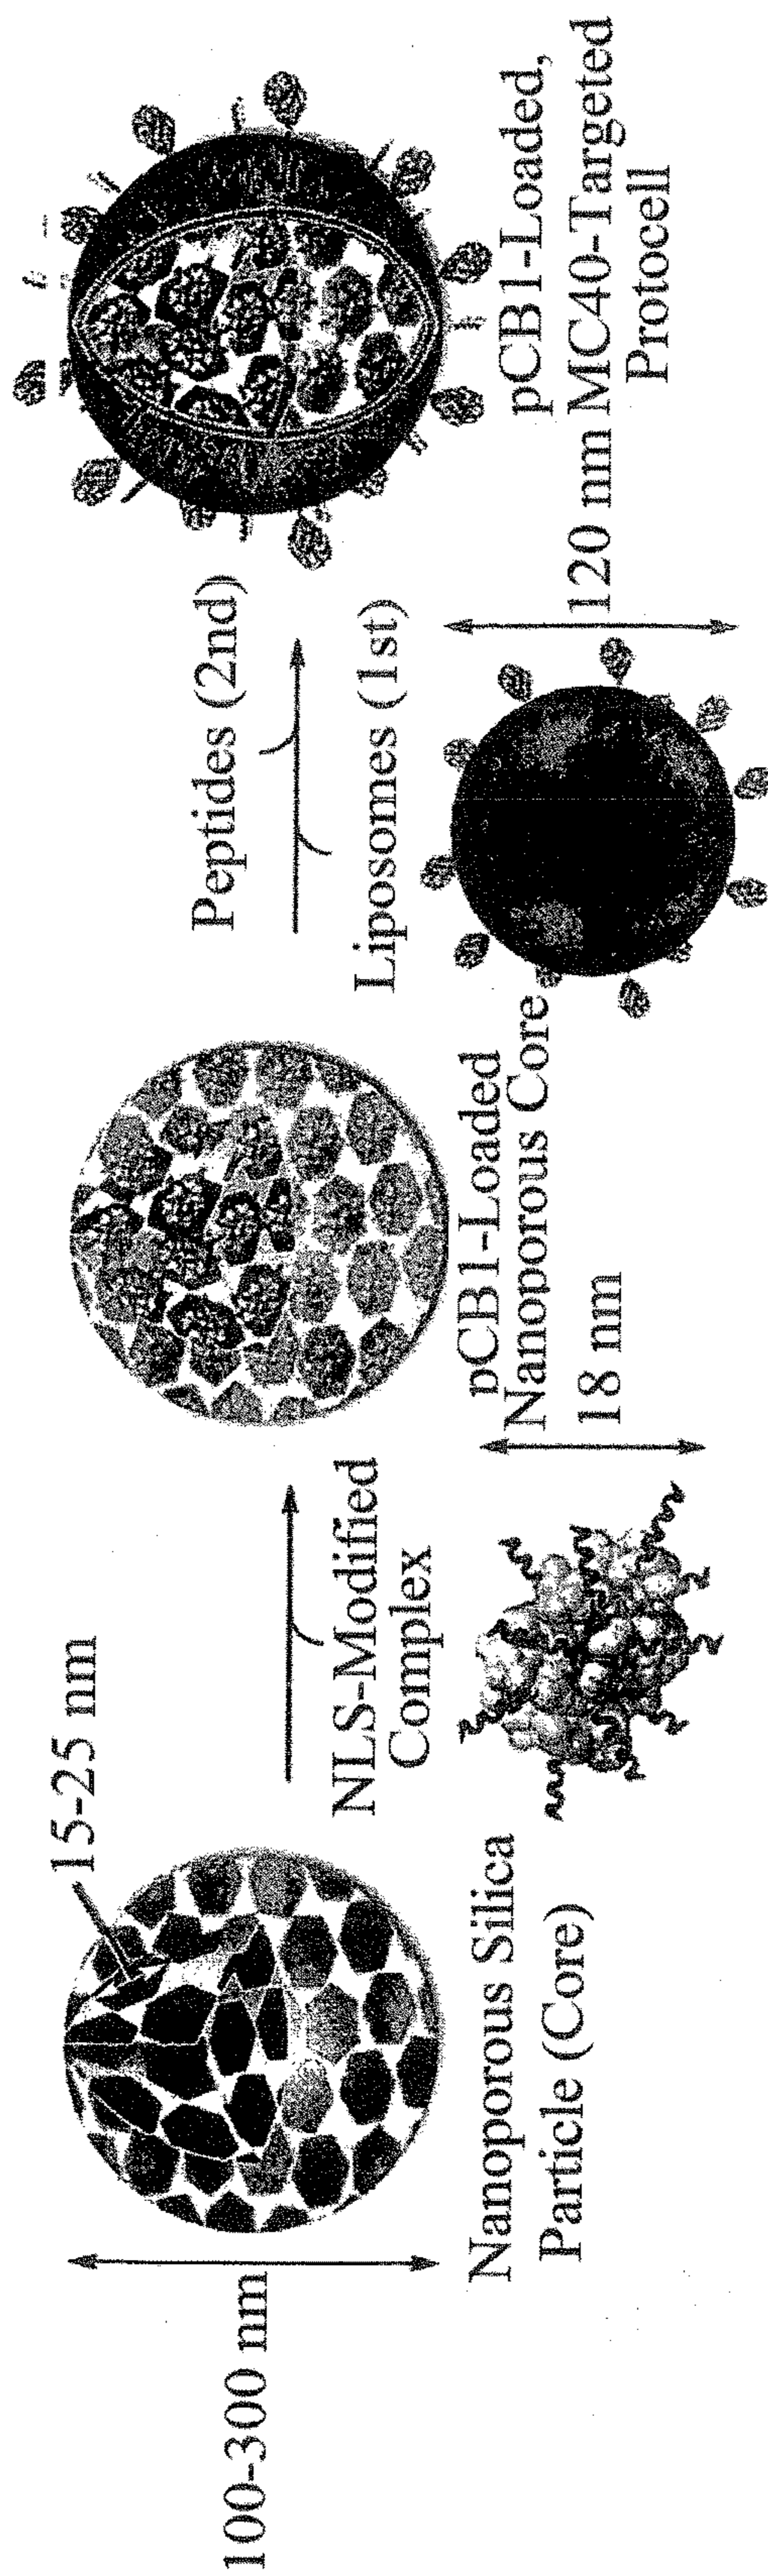 100-300 nm
15-25 nm
Nanoporous Silica
Particle (Core)
NLS-Modified
Complex
18 nm
pCB1-Loaded
Nanoporous Core
Peptides (2nd)
Liposomes (1st)
120 nm
pCB1-Loaded,
MC40-Targeted
Protocell